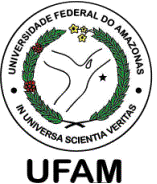 UNIVERSIDADE FEDERAL DO AMAZONAS
IN UNIVERSA SCIENTIA VERITAS
UFAM